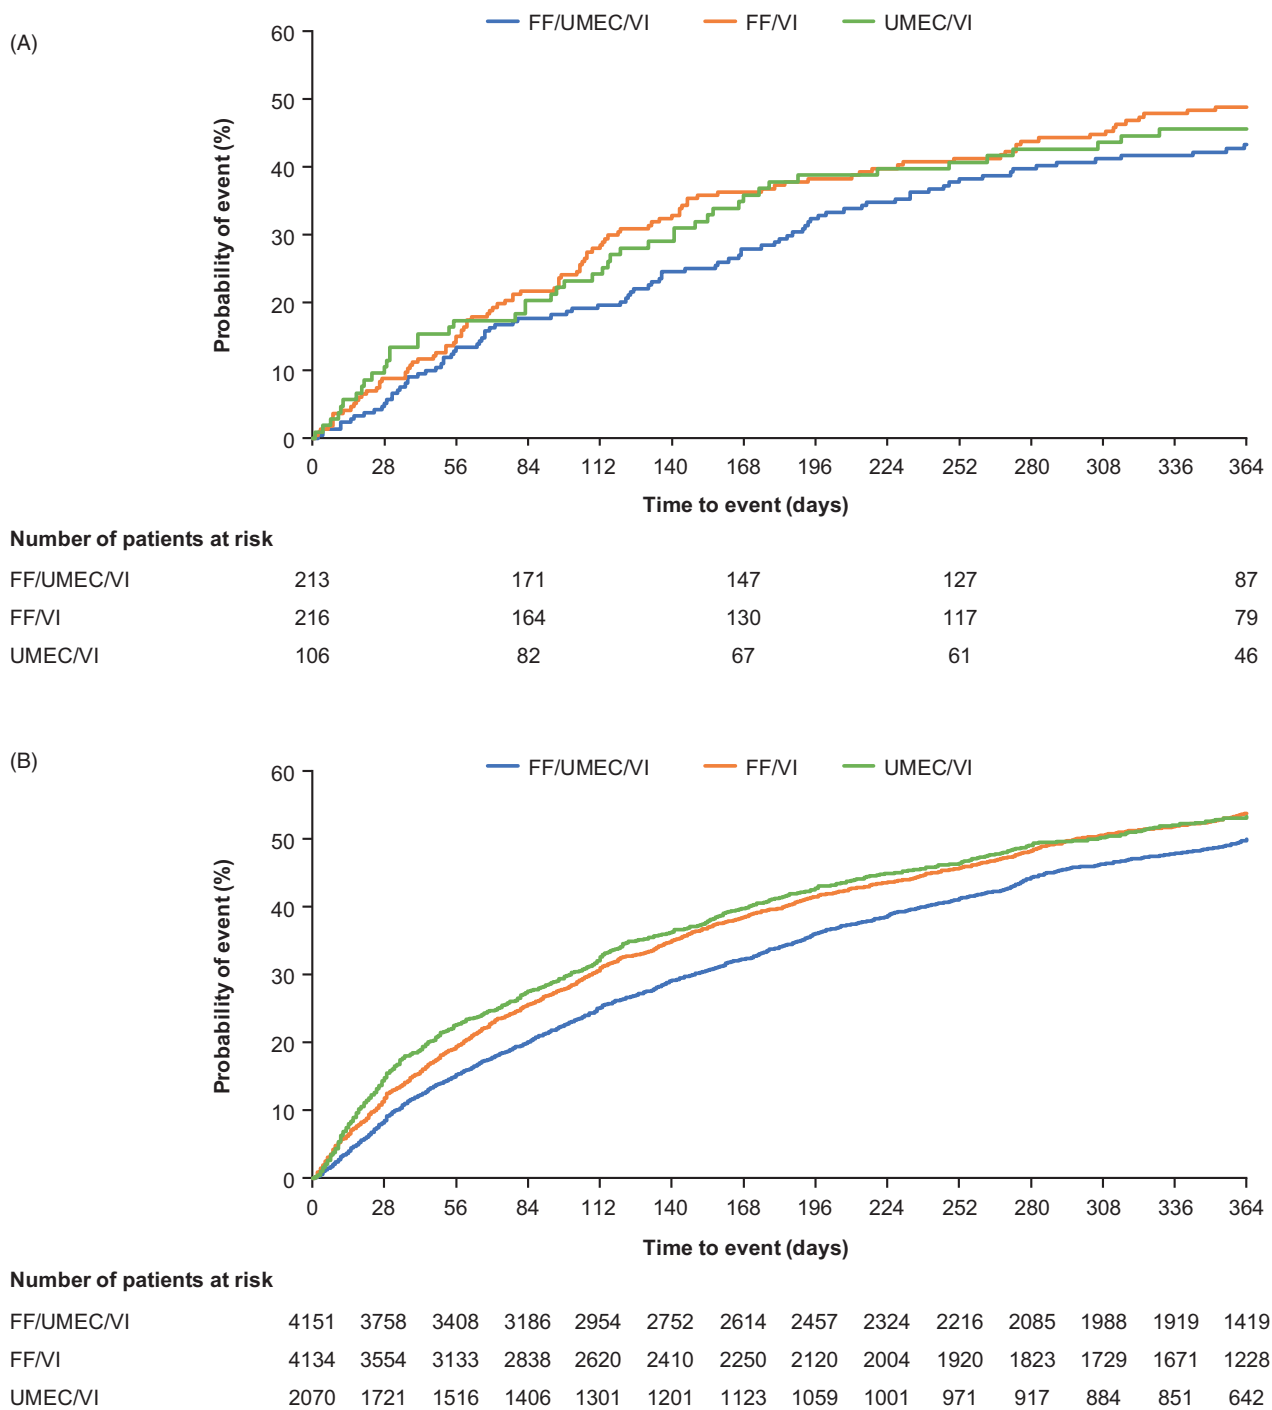 (A)
FF/UMEC/VI FF/VI UMEC/VI
60
50
40
30
20
10
0
Probability of event (%)
0 28 56 84 112 140 168 196 224 252 280 308 336 364
Time to event (days)
Number of patients at risk
FF/UMEC/VI 213 171 147 127 87
FF/VI 216 164 130 117 79
UMEC/VI 106 82 67 61 46
(B)
FF/UMEC/VI FF/VI UMEC/VI
60
50
40
30
20
10
0
Probability of event (%)
0 28 56 84 112 140 168 196 224 252 280 308 336 364
Time to event (days)
Number of patients at risk
FF/UMEC/VI 4151 3758 3408 3186 2954 2752 2614 2457 2324 2216 2085 1988 1919 1419
FF/VI 4134 3554 3133 2838 2620 2410 2250 2120 2004 1920 1823 1729 1671 1228
UMEC/VI 2070 1721 1516 1406 1301 1201 1123 1059 1001 971 917 884 851 642